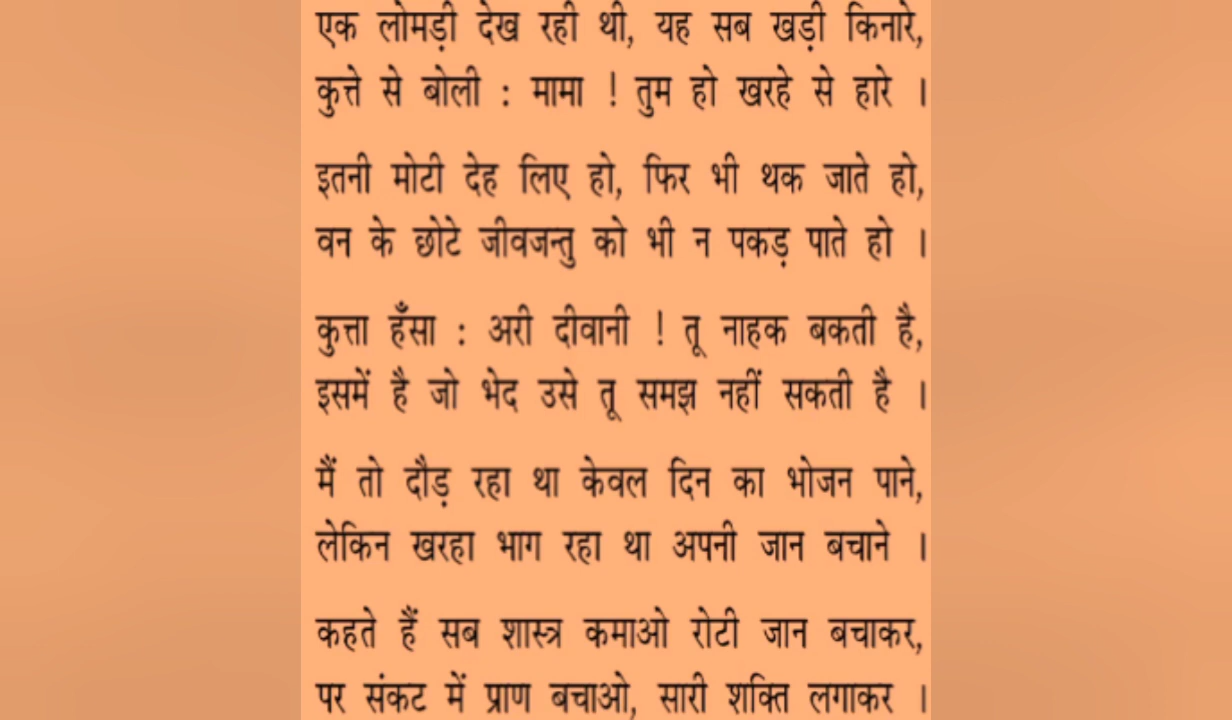 एक लोमड़ी देख रही थी, यह सब खड़ी किनारे,
कुत्ते से बोली : मामा ! तुम हो खरहे से हारे ।
इतनी मोटी देह लिए हो, फिर भी थक जाते हो,
वन के छोटे जीवजन्तु को भी न पकड़ पाते हो ।
कुत्ता हँसा : अरी दीवानी ! तू नाहक बकती है,
इसमें है जो भेद उसे तू समझ नहीं सकती है ।
मैं तो दौड़ रहा था केवल दिन का भोजन पाने,
लेकिन खरहा भाग रहा था अपनी जान बचाने ।
कहते हैं सब शास्त्र कमाओ रोटी जान बचाकर,
पर संकट में प्राण बचाओ, सारी शक्ति लगाकर ।